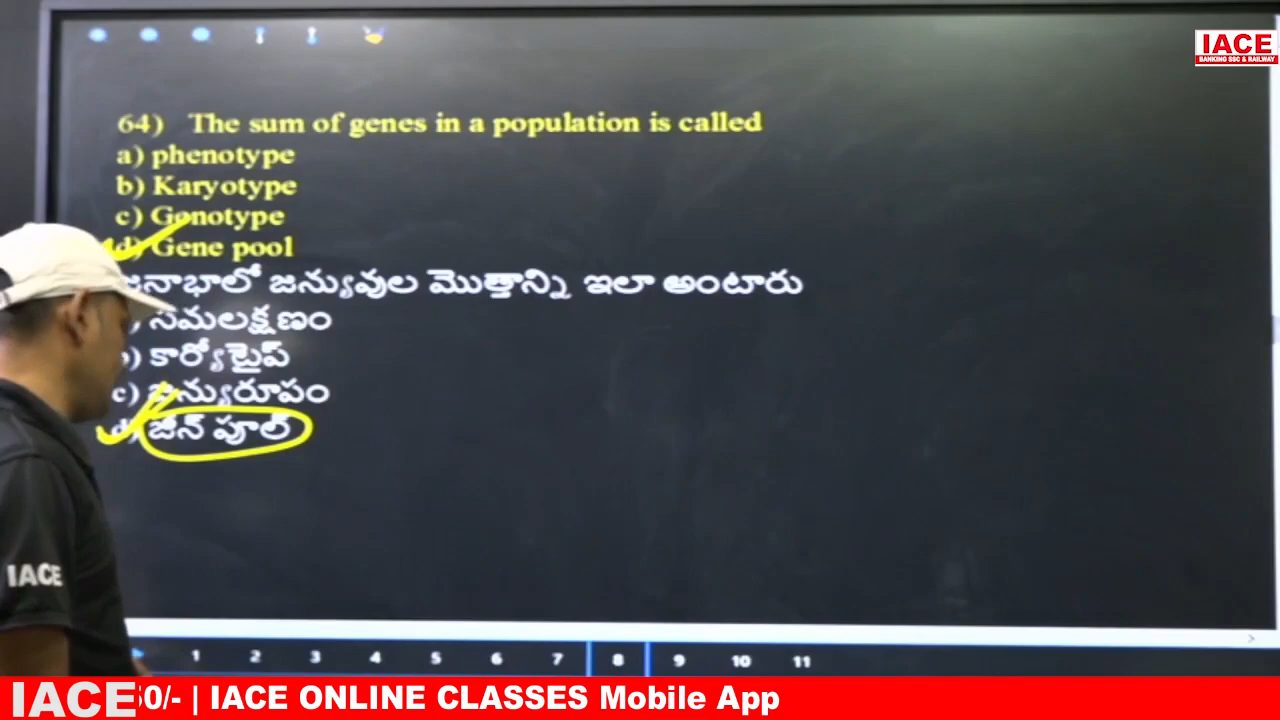 IACE
BANKING SSC & RAILWAY
64) The sum of genes in a population is called
a) phenotype
b) Karyotype
c) Genotype
d) Gene pool
జనాభాలో జన్యువుల మొత్తాన్ని ఇలా అంటారు
) సమలక్షణం
b) కార్యోటైప్
c) జన్యురూపం
d) జీన్ పూల్
IACE
1 2 3 4 5 6 7 8 9 10 11
IACE 50/- | IACE ONLINE CLASSES Mobile App